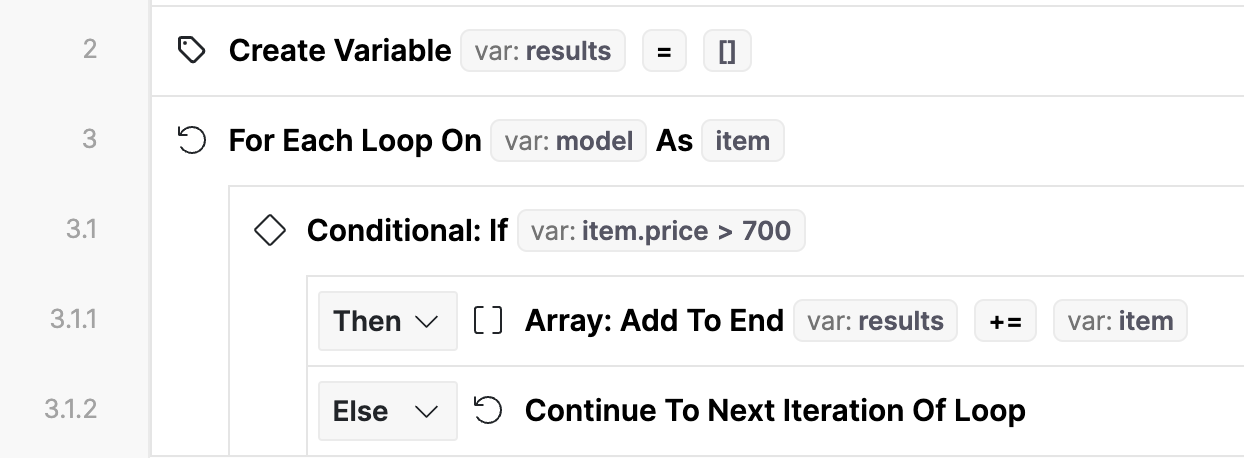 2 Create Variable var: results = []
3 For Each Loop On var: model As item
3.1 Conditional: If var: item.price > 700
3.1.1 Then [] Array: Add To End var: results += var: item
3.1.2 Else Continue To Next Iteration Of Loop